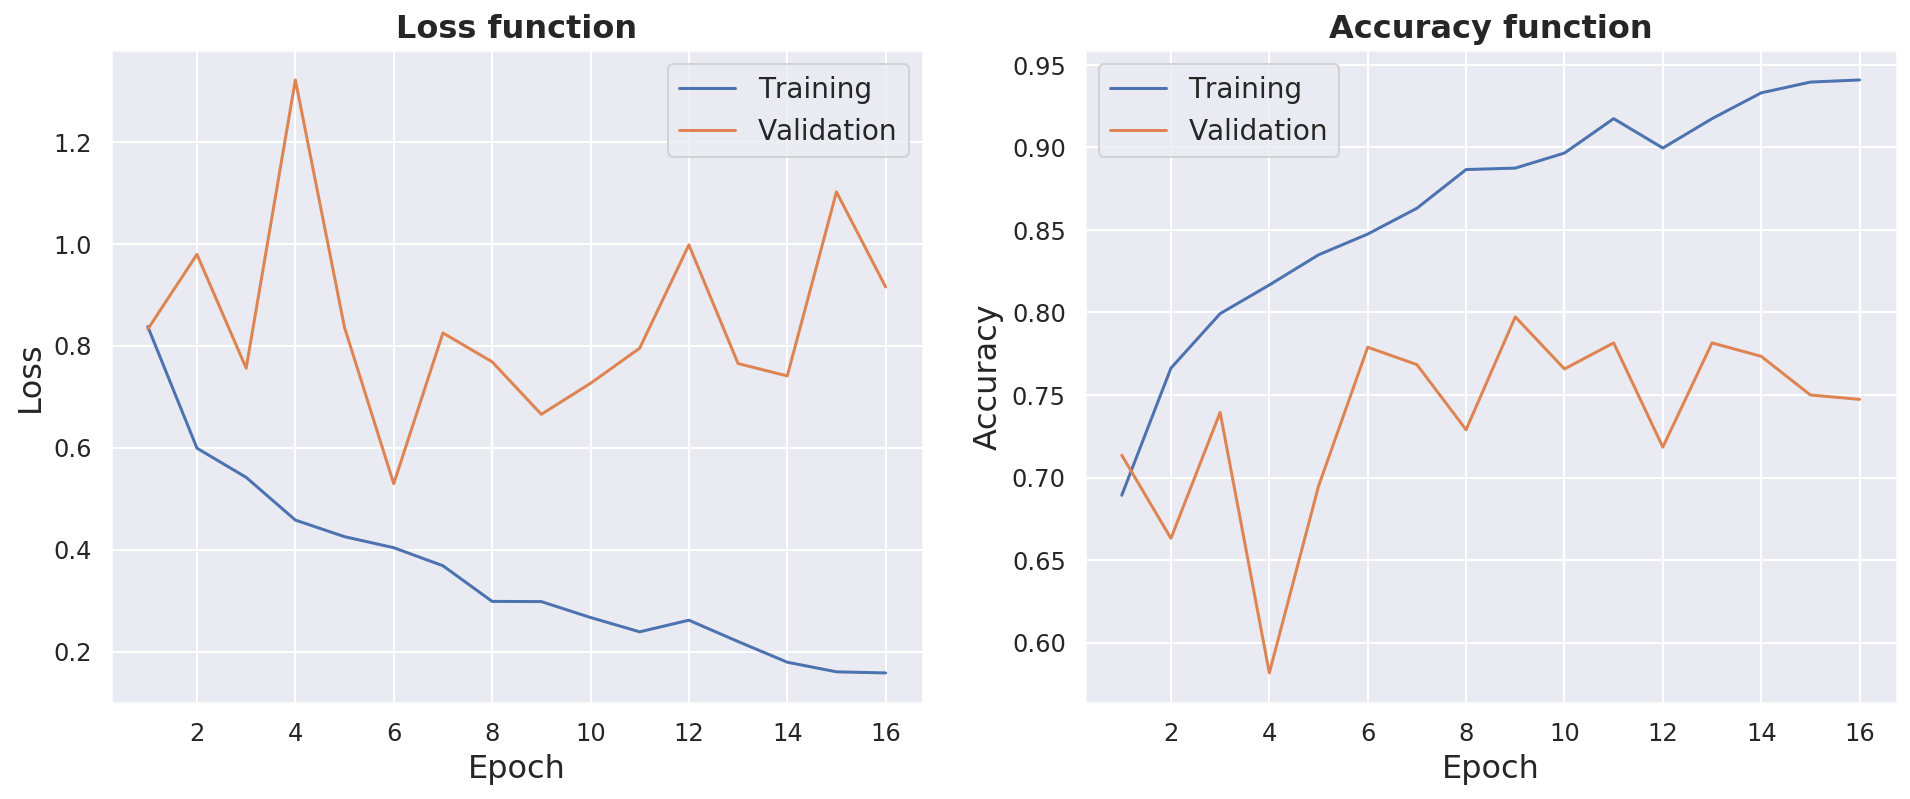 Loss function
Training
Validation
1.2
1.0
0.8
0.6
0.4
0.2
Loss
2 4 6 8 10 12 14 16
Epoch
Accuracy function
Training
Validation
0.95
0.90
0.85
0.80
0.75
0.70
0.65
0.60
Accuracy
2 4 6 8 10 12 14 16
Epoch